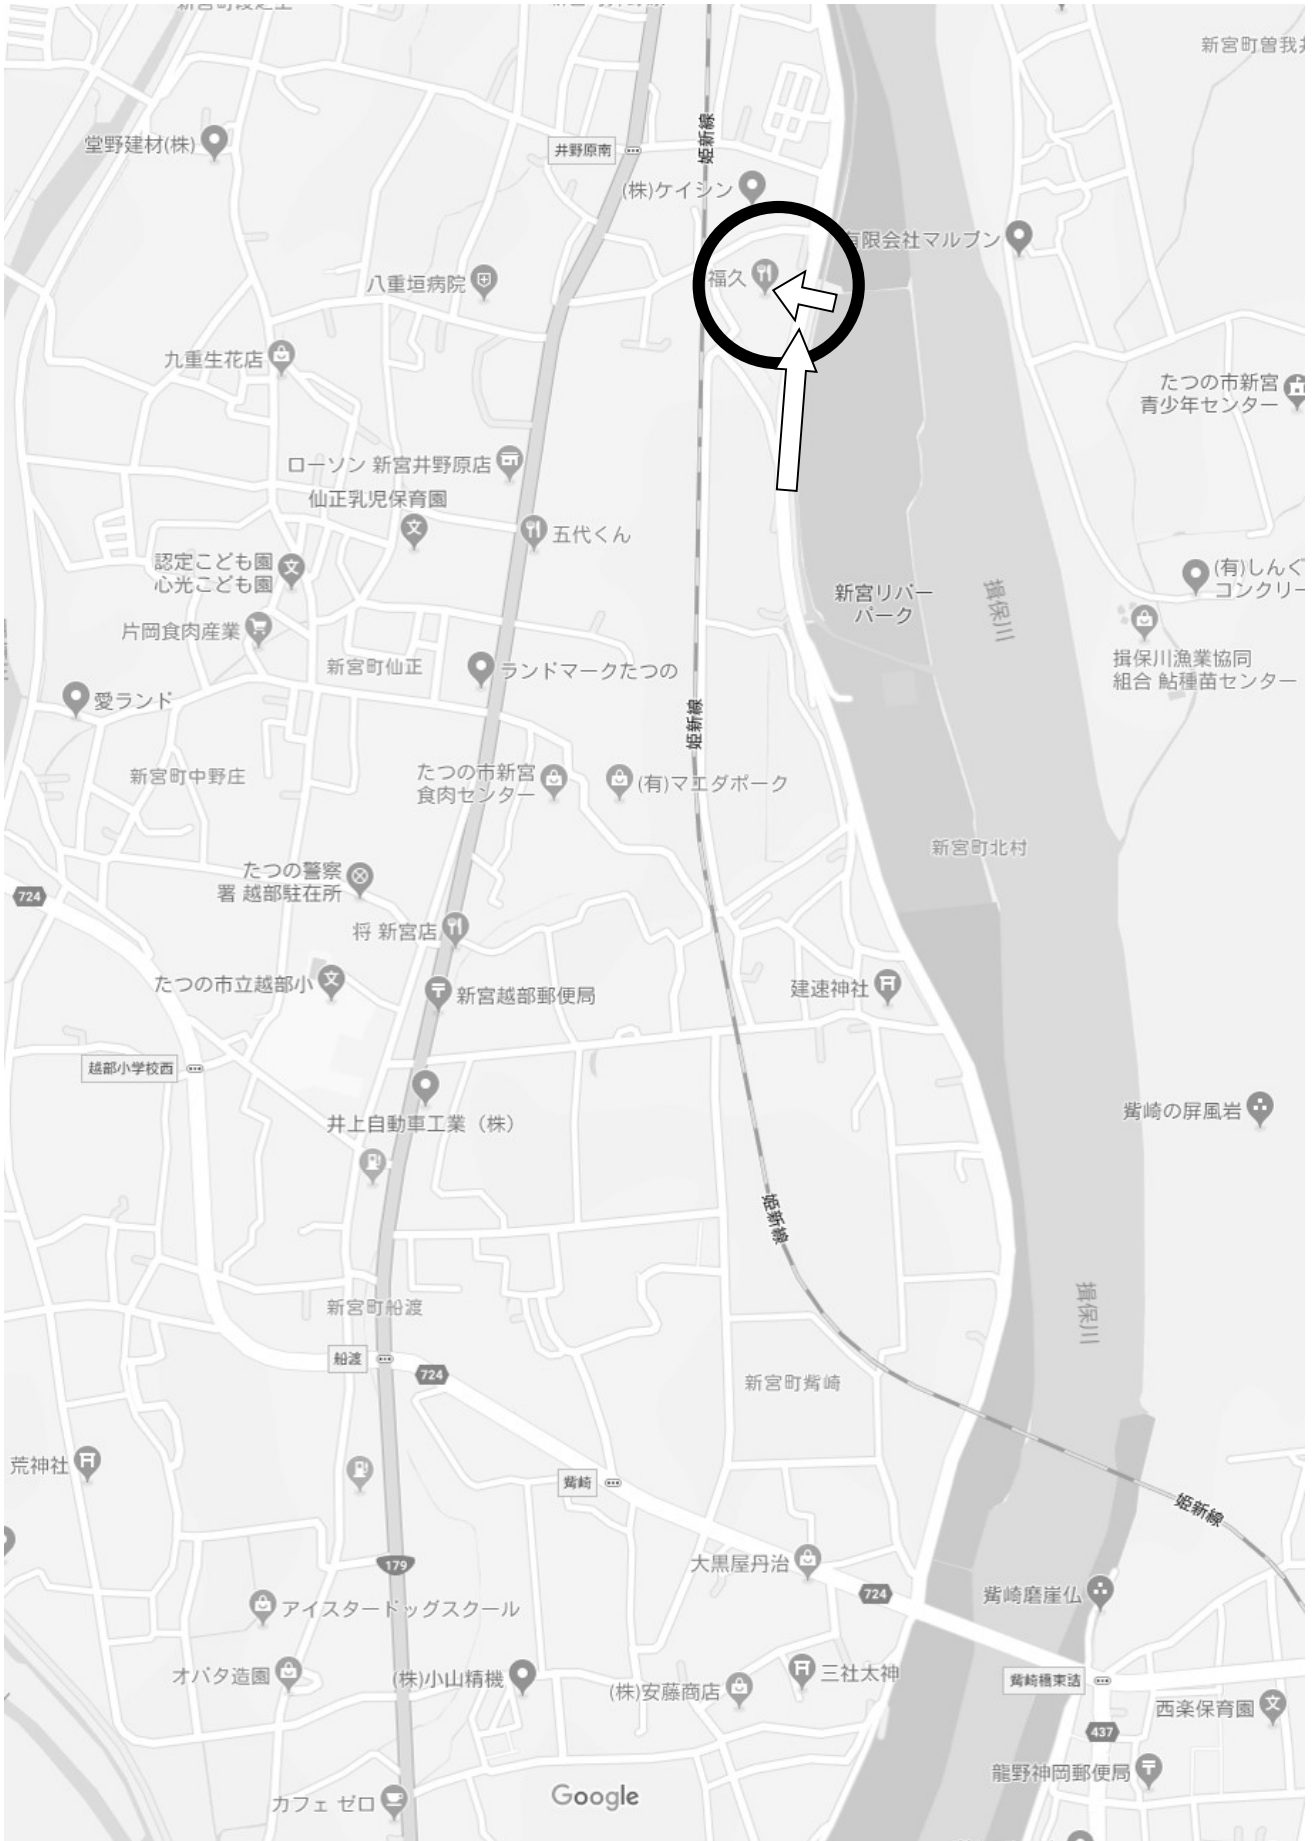 新宮町曽我井
堂野建材(株)
井野原南
姫新線
(株)ケイシン
有限会社マルブン
福久
八重垣病院
九重生花店
たつの市新宮
青少年センター
ローソン 新宮井野原店
仙正乳児保育園
五代くん
認定こども園
心光こども園
(有)しんぐ
コンクリー
新宮リバー
パーク
揖保川
片岡食肉産業
新宮町仙正
ランドマークたつの
揖保川漁業協同
組合 鮎種苗センター
愛ランド
姫新線
新宮町中野庄
たつの市新宮
食肉センター
(有)マエダポーク
新宮町北村
たつの警察
署 越部駐在所
724
将 新宮店
たつの市立越部小
新宮越部郵便局
建速神社
越部小学校西
觜崎の屏風岩
井上自動車工業（株）
姫新線
新宮町船渡
揖保川
船渡
724
新宮町觜崎
荒神社
觜崎
姫新線
179
大黒屋丹治
724
觜崎磨崖仏
アイスタードッグスクール
オバタ造園
(株)小山精機
(株)安藤商店
三社太神
觜崎橋東詰
西楽保育園
437
龍野神岡郵便局
カフェ ゼロ
Google